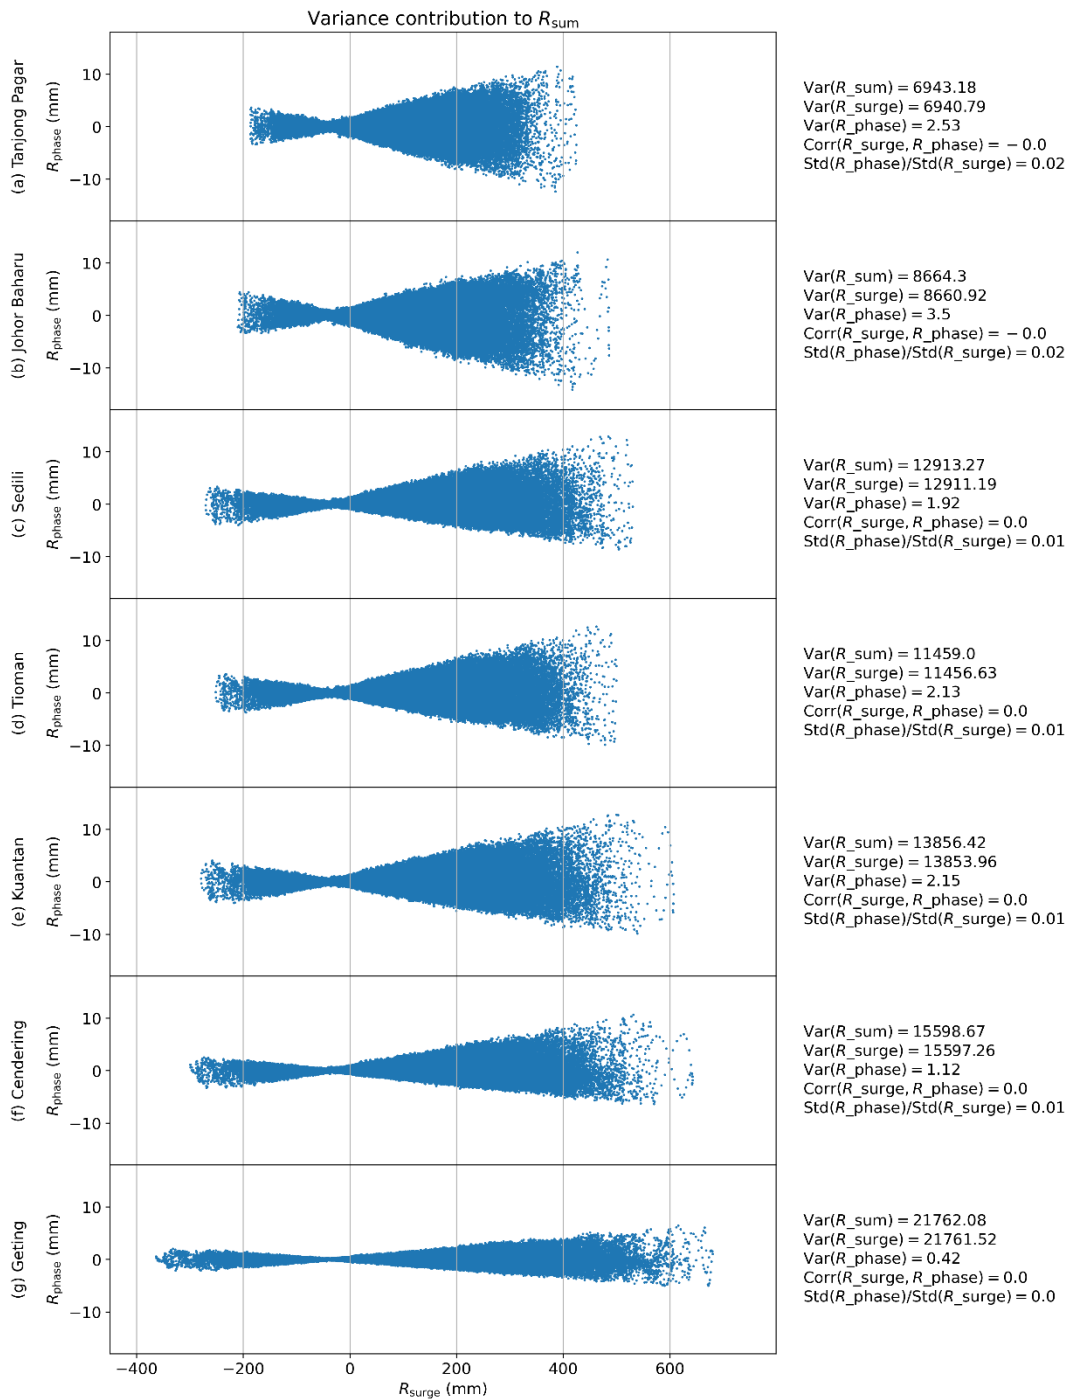 Variance contribution to R_sum
(a) Tanjong Pagar
R_phase (mm)
10
0
−10
Var(R_sum) = 6943.18
Var(R_surge) = 6940.79
Var(R_phase) = 2.53
Corr(R_surge, R_phase) = −0.0
Std(R_phase)/Std(R_surge) = 0.02
(b) Johor Baharu
R_phase (mm)
10
0
−10
Var(R_sum) = 8664.3
Var(R_surge) = 8660.92
Var(R_phase) = 3.5
Corr(R_surge, R_phase) = −0.0
Std(R_phase)/Std(R_surge) = 0.02
(c) Sedili
R_phase (mm)
10
0
−10
Var(R_sum) = 12913.27
Var(R_surge) = 12911.19
Var(R_phase) = 1.92
Corr(R_surge, R_phase) = 0.0
Std(R_phase)/Std(R_surge) = 0.01
(d) Tioman
R_phase (mm)
10
0
−10
Var(R_sum) = 11459.0
Var(R_surge) = 11456.63
Var(R_phase) = 2.13
Corr(R_surge, R_phase) = 0.0
Std(R_phase)/Std(R_surge) = 0.01
(e) Kuantan
R_phase (mm)
10
0
−10
Var(R_sum) = 13856.42
Var(R_surge) = 13853.96
Var(R_phase) = 2.15
Corr(R_surge, R_phase) = 0.0
Std(R_phase)/Std(R_surge) = 0.01
(f) Cendering
R_phase (mm)
10
0
−10
Var(R_sum) = 15598.67
Var(R_surge) = 15597.26
Var(R_phase) = 1.12
Corr(R_surge, R_phase) = 0.0
Std(R_phase)/Std(R_surge) = 0.01
(g) Geting
R_phase (mm)
10
0
−10
Var(R_sum) = 21762.08
Var(R_surge) = 21761.52
Var(R_phase) = 0.42
Corr(R_surge, R_phase) = 0.0
Std(R_phase)/Std(R_surge) = 0.0
−400 −200 0 200 400 600
R_surge (mm)